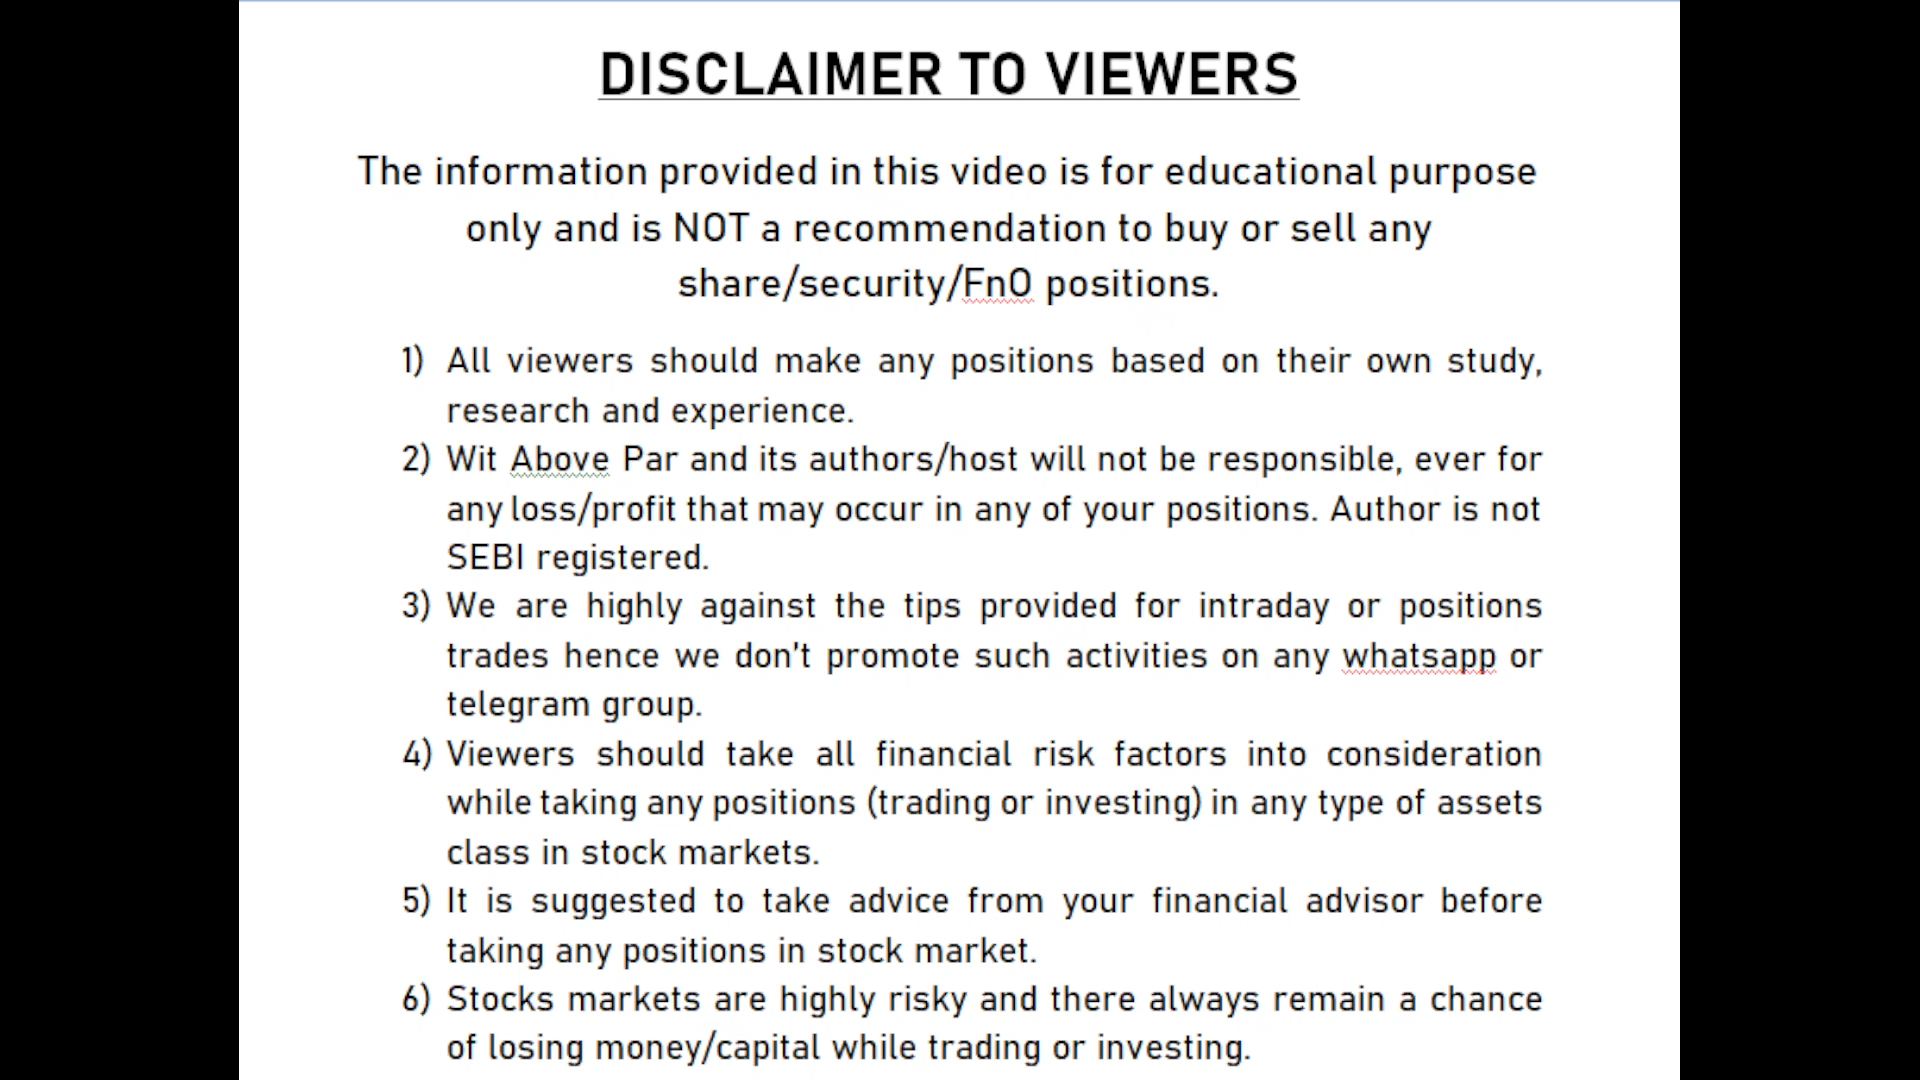 DISCLAIMER TO VIEWERS
The information provided in this video is for educational purpose
only and is NOT a recommendation to buy or sell any
share/security/FnO positions.
1) All viewers should make any positions based on their own study,
research and experience.
2) Wit Above Par and its authors/host will not be responsible, ever for
any loss/profit that may occur in any of your positions. Author is not
SEBI registered.
3) We are highly against the tips provided for intraday or positions
trades hence we don't promote such activities on any whatsapp or
telegram group.
4) Viewers should take all financial risk factors into consideration
while taking any positions (trading or investing) in any type of assets
class in stock markets.
5) It is suggested to take advice from your financial advisor before
taking any positions in stock market.
6) Stocks markets are highly risky and there always remain a chance
of losing money/capital while trading or investing.